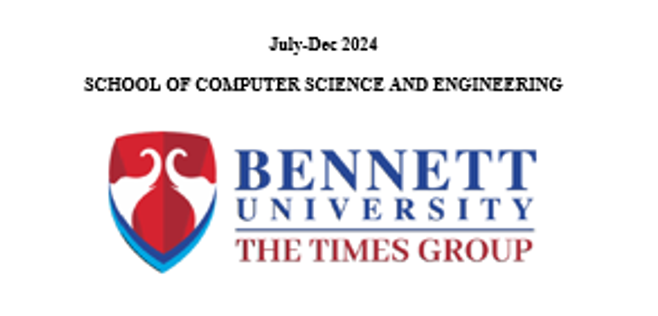 July-Dec 2024
SCHOOL OF COMPUTER SCIENCE AND ENGINEERING
BENNETT
UNIVERSITY
THE TIMES GROUP